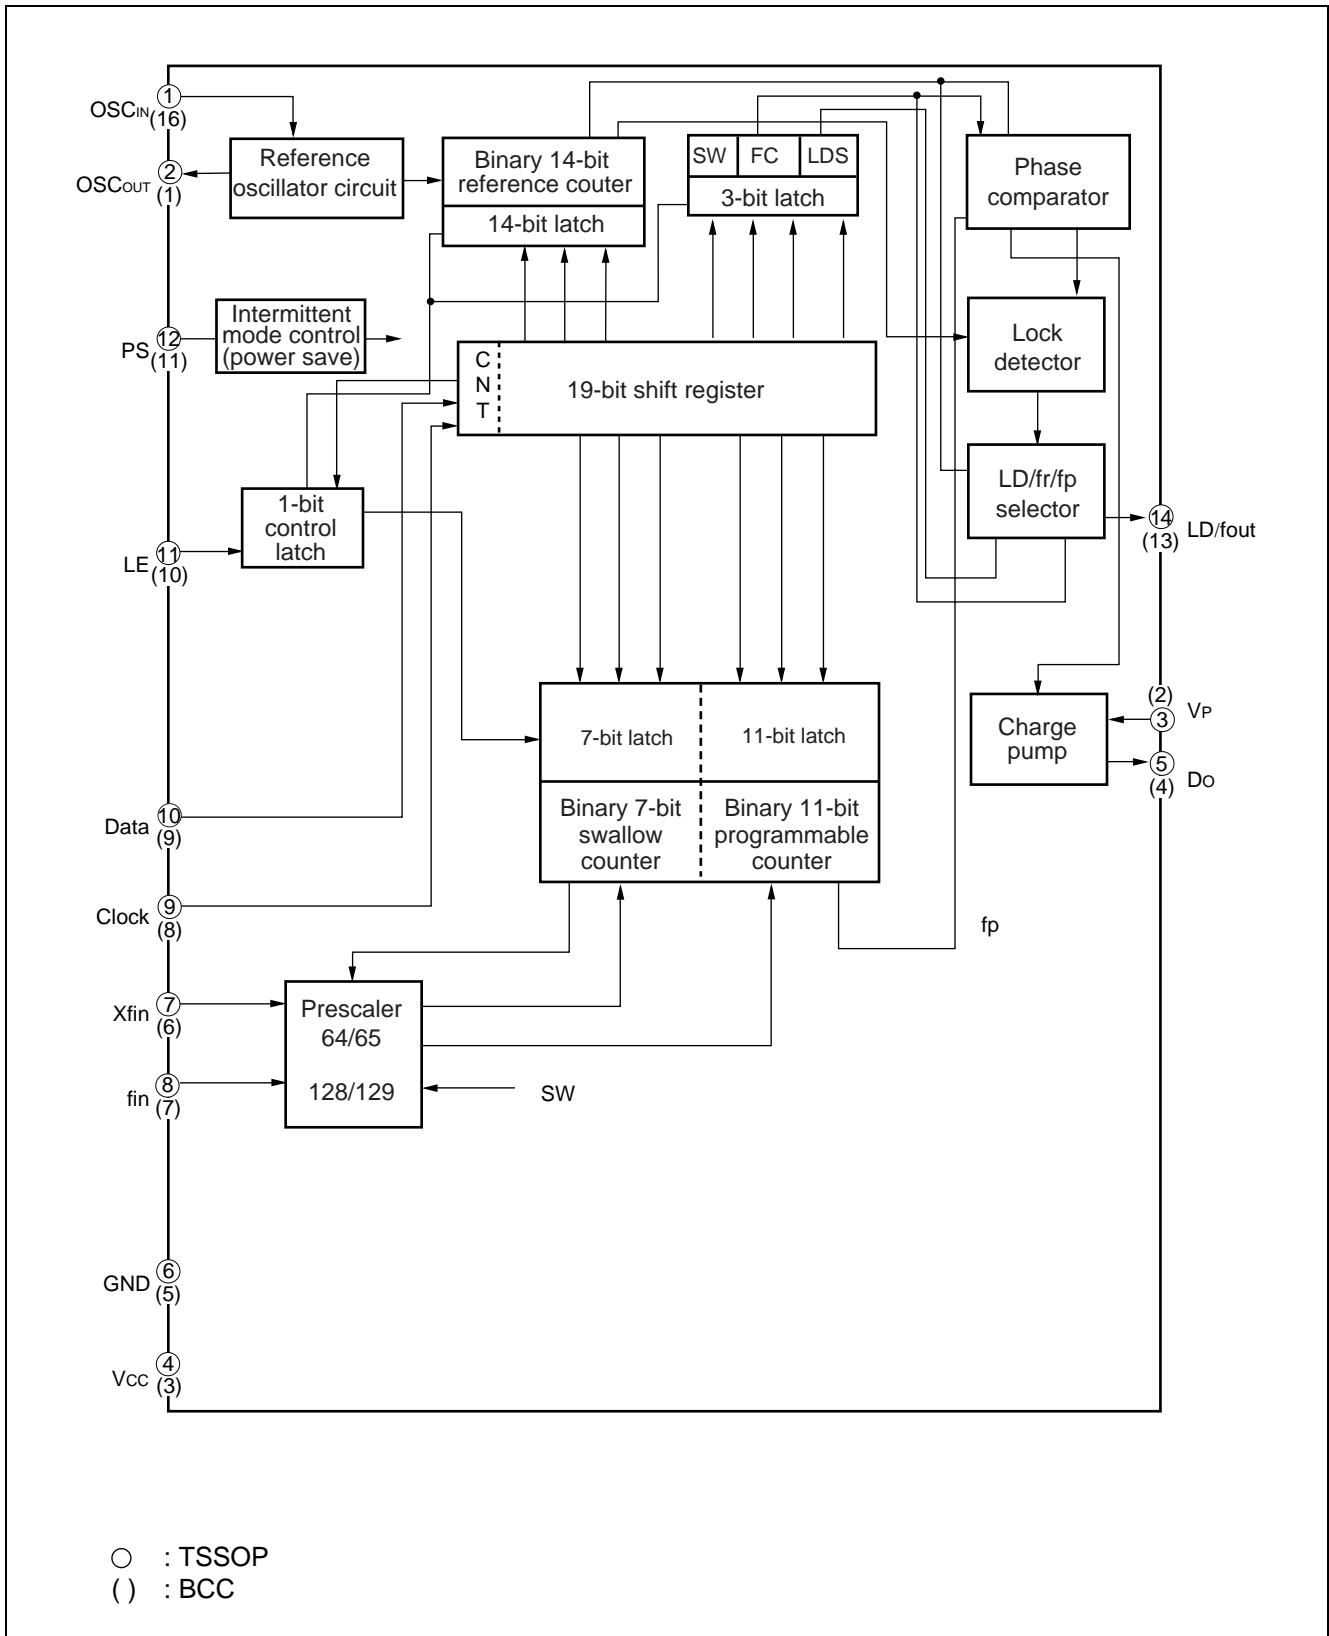 1
OSCIN
(16)
2
OSCOUT
(1)
Reference
oscillator circuit
Binary 14-bit
reference couter
14-bit latch
SW
FC
LDS
3-bit latch
Phase
comparator
12
PS
(11)
Intermittent
mode control
(power save)
C
N
T
19-bit shift register
Lock
detector
11
LE
(10)
1-bit
control
latch
LD/fr/fp
selector
14
LD/fout
(13)
7-bit latch
11-bit latch
Charge
pump
(2)
VP
3
5
DO
(4)
10
Data
(9)
Binary 7-bit
swallow
counter
Binary 11-bit
programmable
counter
9
Clock
(8)
fp
7
Xfin
(6)
Prescaler
64/65
128/129
8
fin
(7)
SW
6
GND
(5)
4
VCC
(3)
: TSSOP
( ) : BCC